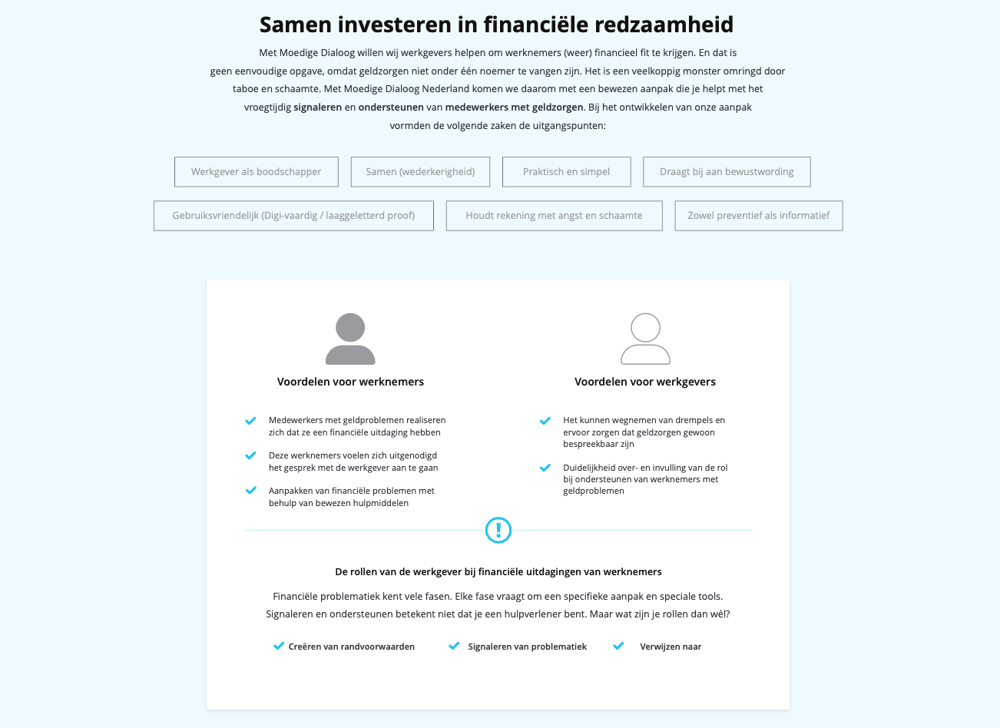 Samen investeren in financiële redzaamheid
Met Moedige Dialoog willen wij werkgevers helpen om werknemers (weer) financieel fit te krijgen. En dat is
geen eenvoudige opgave, omdat geldzorgen niet onder één noemer te vangen zijn. Het is een veelkoppig monster omringd door
taboe en schaamte. Met Moedige Dialoog Nederland komen we daarom met een bewezen aanpak die je helpt met het
vroegtijdig signaleren en ondersteunen van medewerkers met geldzorgen. Bij het ontwikkelen van onze aanpak
vormden de volgende zaken de uitgangspunten:
Werkgever als boodschapper
Samen (wederkerigheid)
Praktisch en simpel
Draagt bij aan bewustwording
Gebruiksvriendelijk (Digi-vaardig / laaggeletterd proof)
Houdt rekening met angst en schaamte
Zowel preventief als informatief
Voordelen voor werknemers
Medewerkers met geldproblemen realiseren
zich dat ze een financiële uitdaging hebben
Deze werknemers voelen zich uitgenodigd
het gesprek met de werkgever aan te gaan
Aanpakken van financiële problemen met
behulp van bewezen hulpmiddelen
Voordelen voor werkgevers
Het kunnen wegnemen van drempels en
ervoor zorgen dat geldzorgen gewoon
bespreekbaar zijn
Duidelijkheid over- en invulling van de rol
bij ondersteunen van werknemers met
geldproblemen
De rollen van de werkgever bij financiële uitdagingen van werknemers
Financiële problematiek kent vele fasen. Elke fase vraagt om een specifieke aanpak en speciale tools.
Signaleren en ondersteunen betekent niet dat je een hulpverlener bent. Maar wat zijn je rollen dan wél?
Creëren van randvoorwaarden
Signaleren van problematiek
Verwijzen naar